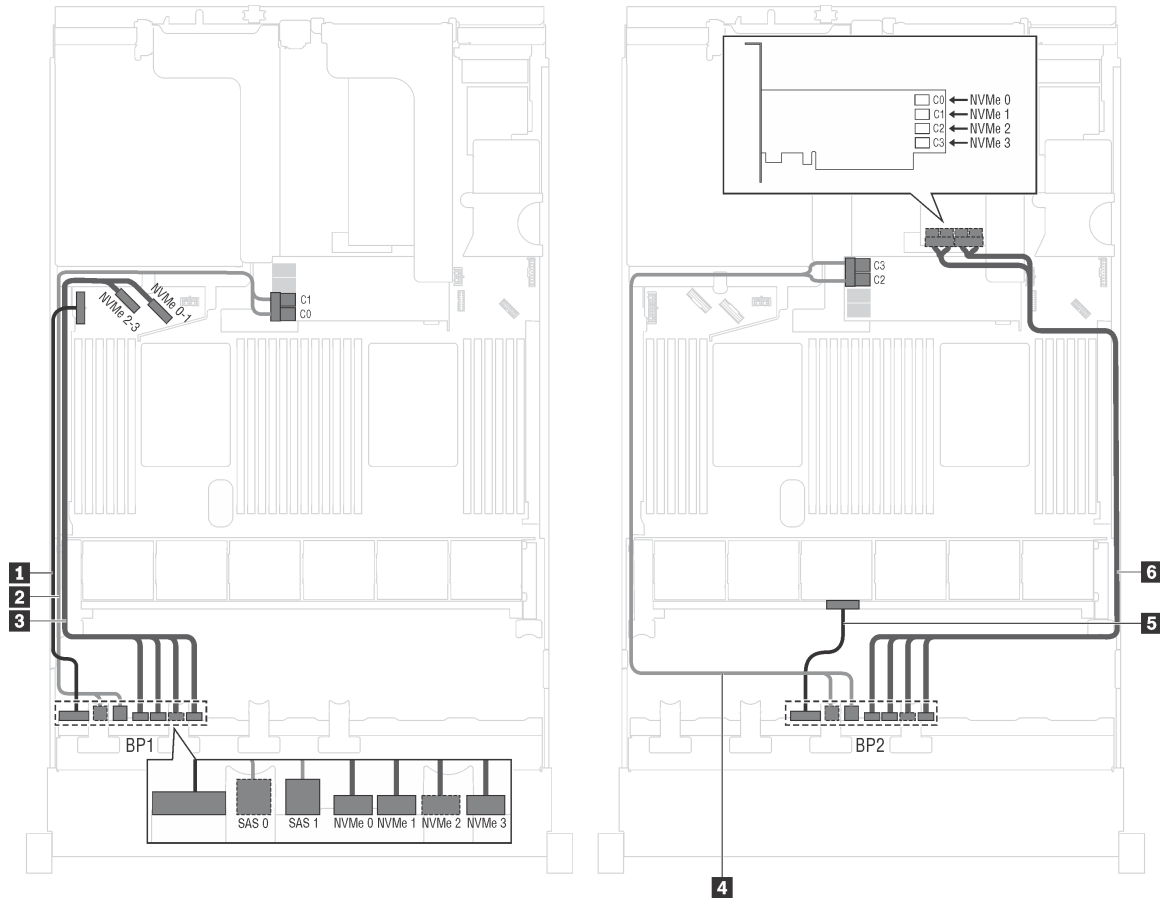 C0 NVMe 0
C1 NVMe 1
C2 NVMe 2
C3 NVMe 3
C1
C0
NVMe 2-3
NVMe 0-1
C3
C2
1
2
3
6
5
BP1
BP2
SAS 0
SAS 1
NVMe 0
NVMe 1
NVMe 2
NVMe 3
4